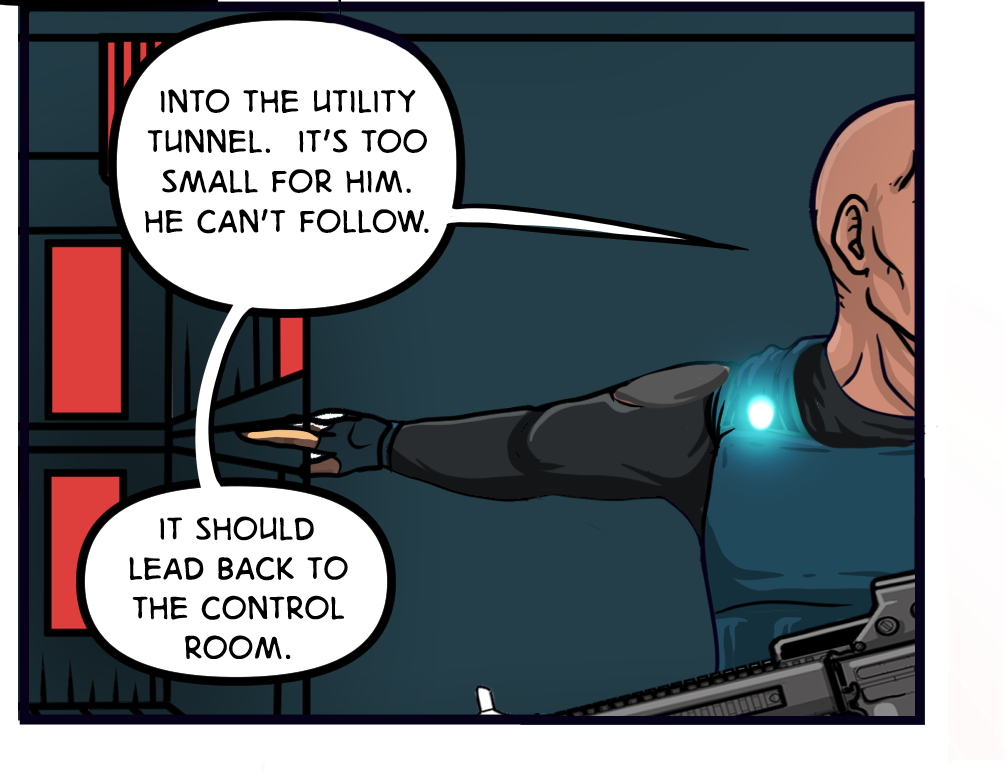 INTO THE UTILITY
TUNNEL. IT'S TOO
SMALL FOR HIM.
HE CAN'T FOLLOW.
IT SHOULD
LEAD BACK TO
THE CONTROL
ROOM.